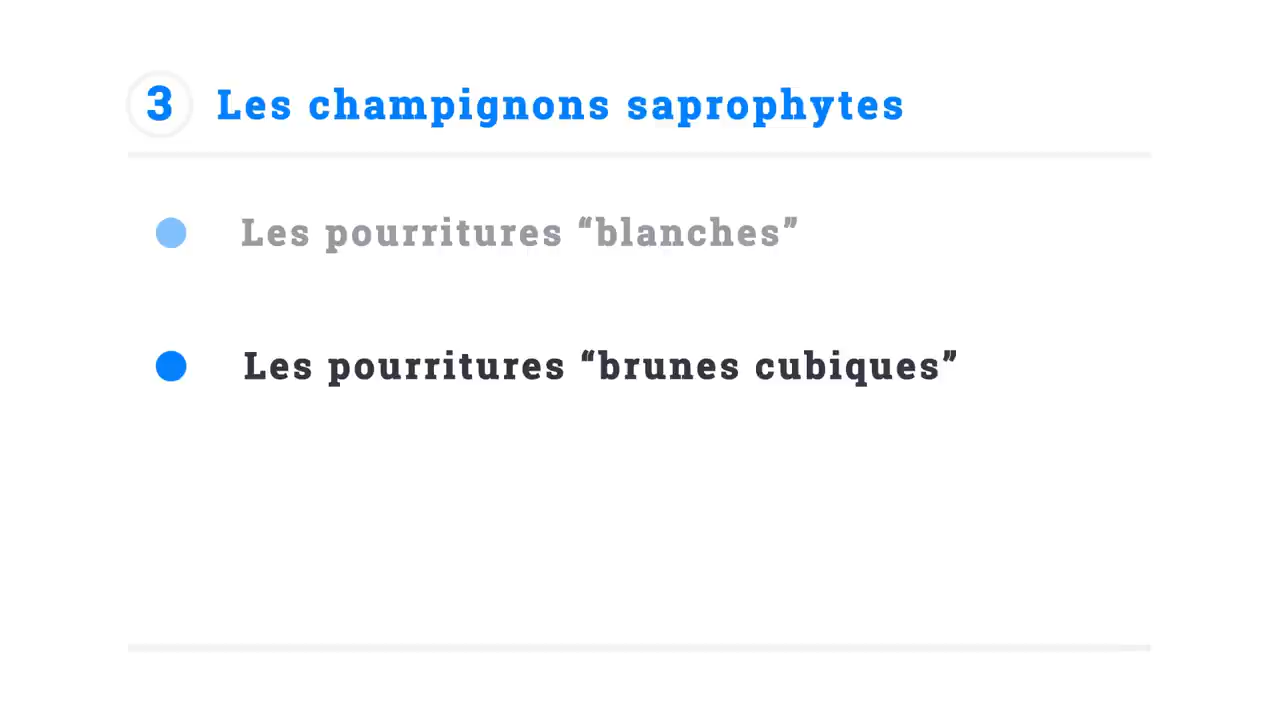 3 Les champignons saprophytes
Les pourritures “blanches”
Les pourritures “brunes cubiques”